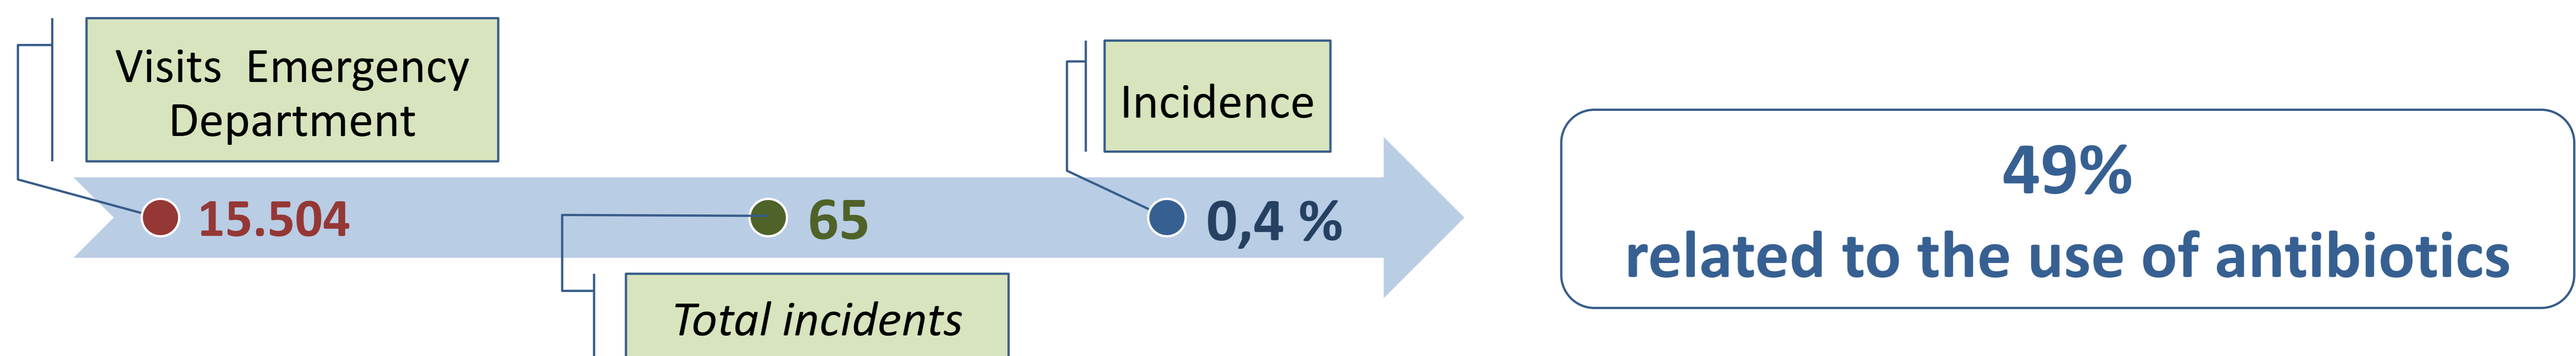 Visits Emergency
Department
Incidence
15.504
65
0,4 %
Total incidents
49%
related to the use of antibiotics